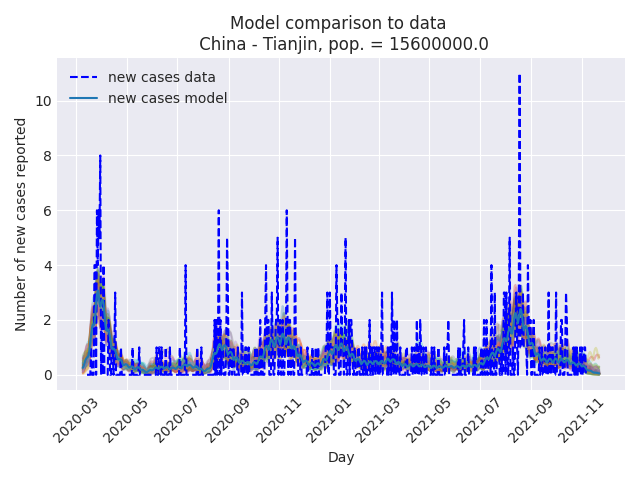 Model comparison to data
China - Tianjin, pop. = 15600000.0
new cases data
new cases model
Number of new cases reported
10
8
6
4
2
0
2020-03
2020-05
2020-07
2020-09
2020-11
2021-01
2021-03
2021-05
2021-07
2021-09
2021-11
Day